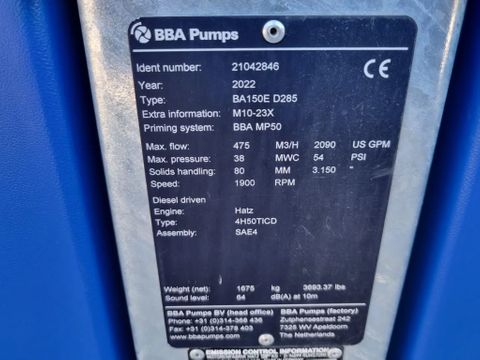 BBA Pumps
Ident number: 21042846
CE
Year: 2022
Type: BA150E D285
Extra information: M10-23X
Priming system: BBA MP50
Max. flow: 475 M3/H 2090 US GPM
Max. pressure: 38 MWC 54 PSI
Solids handling: 80 MM 3.150 "
Speed: 1900 RPM
Diesel driven
Engine: Hatz
Type: 4H50TICD
Assembly: SAE4
Weight (net): 1675 kg 3693.37 lbs
Sound level: 64 dB(A) at 10m
BBA Pumps BV (head office) BBA Pumps (factory)
Phone: +31 (0)314-368 436 Zutphensestraat 242
Fax: +31 (0)314-378 403 7325 WV Apeldoorn
www.bbapumps.com The Netherlands
EMISSION CONTROL INFORMATION